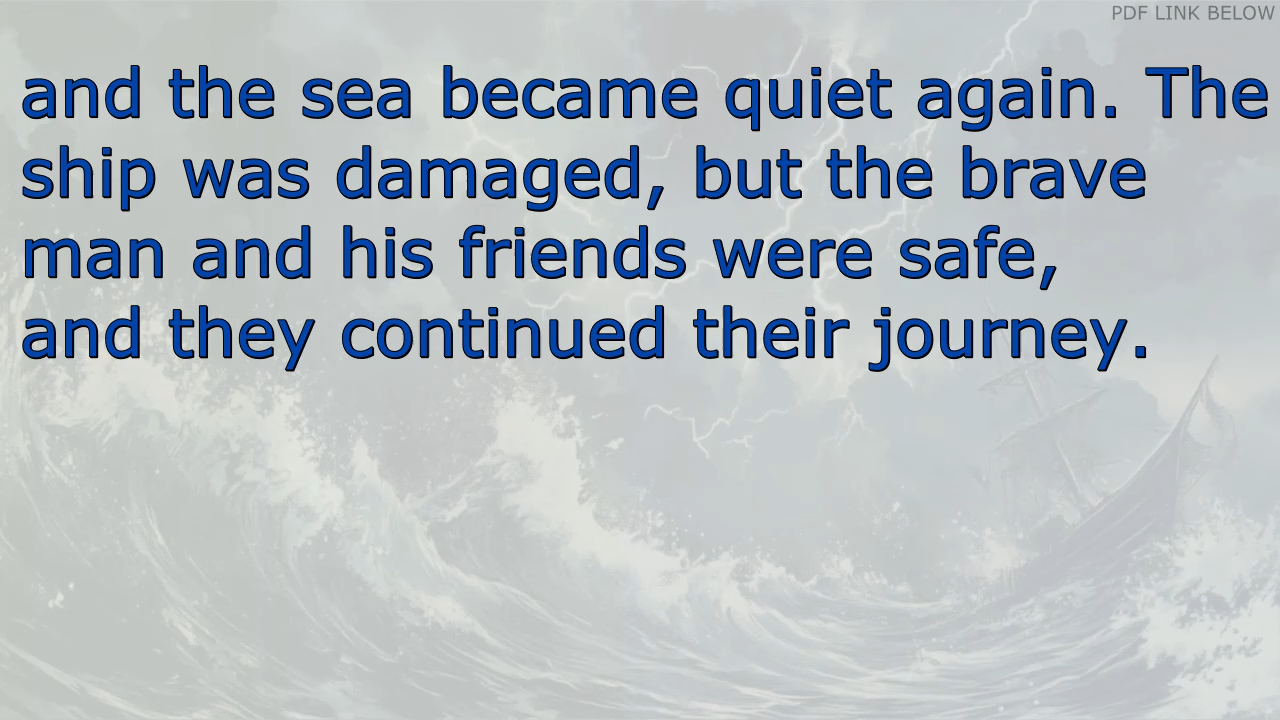 PDF LINK BELOW
and the sea became quiet again. The
ship was damaged, but the brave
man and his friends were safe,
and they continued their journey.